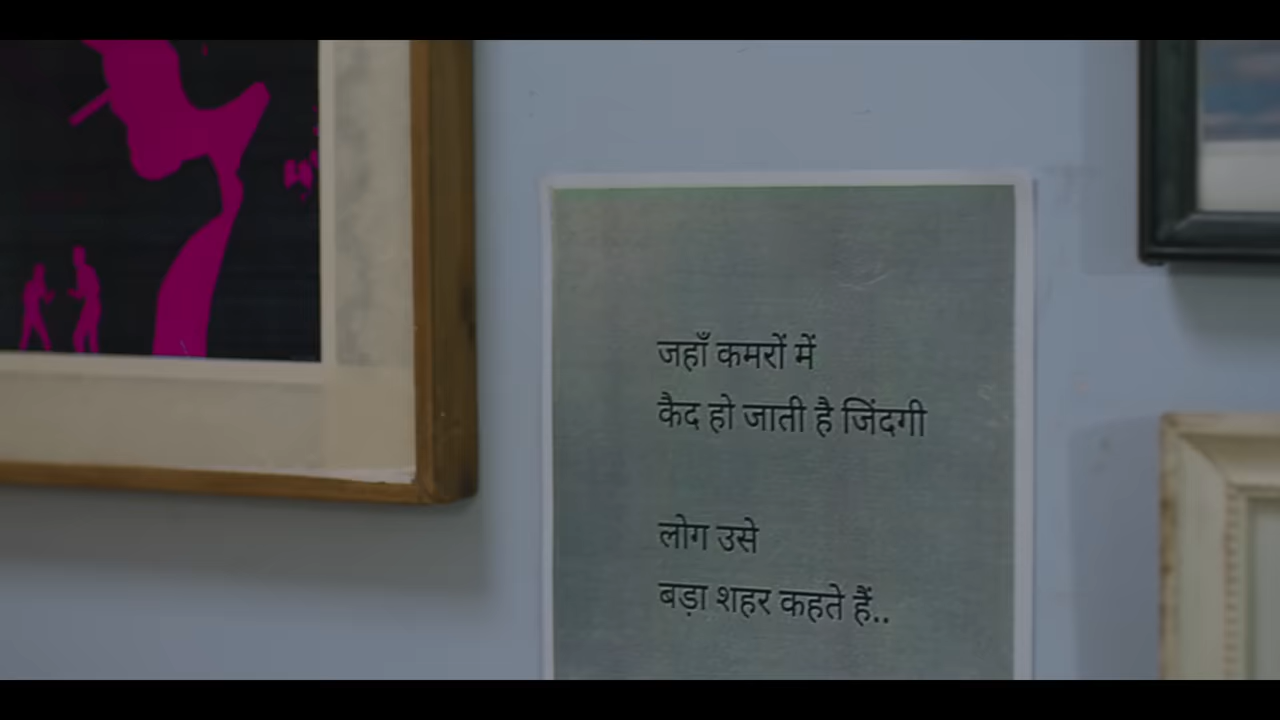 जहाँ कमरों में
कैद हो जाती है जिंदगी
लोग उसे
बड़ा शहर कहते हैं..